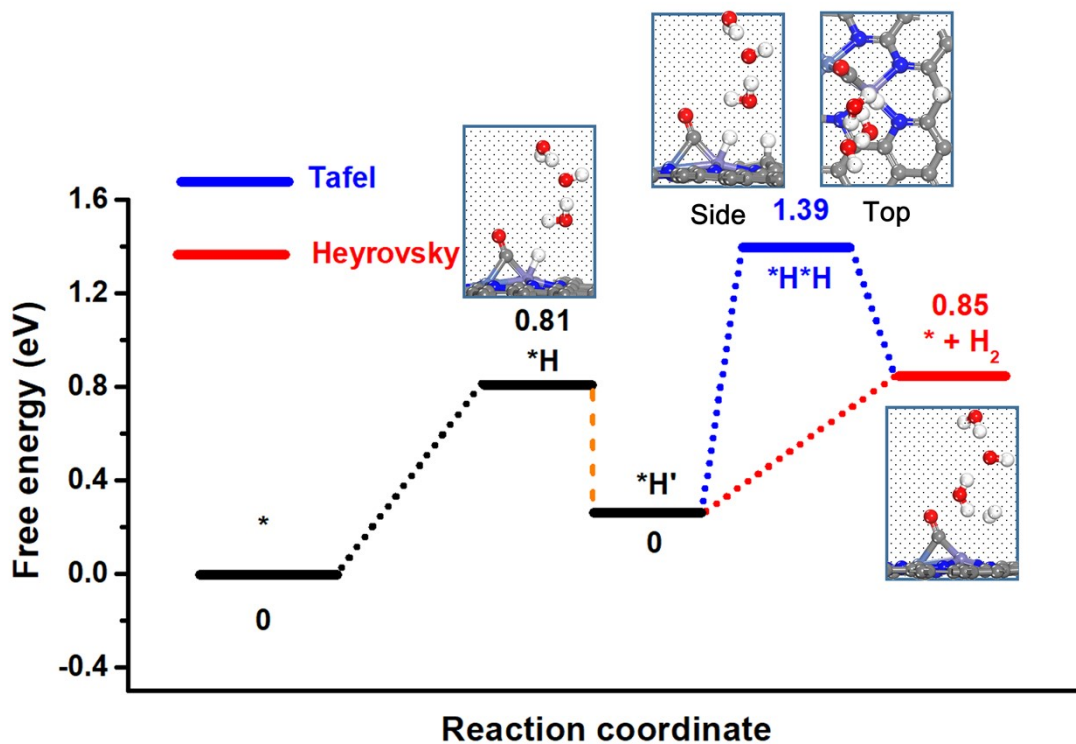 Tafel
Heyrovsky
Side
Top
1.39
*H*H
0.81
*H
0.85
* + H2
*H'
0
*
0
1.6
1.2
0.8
0.4
0.0
-0.4
Free energy (eV)
Reaction coordinate